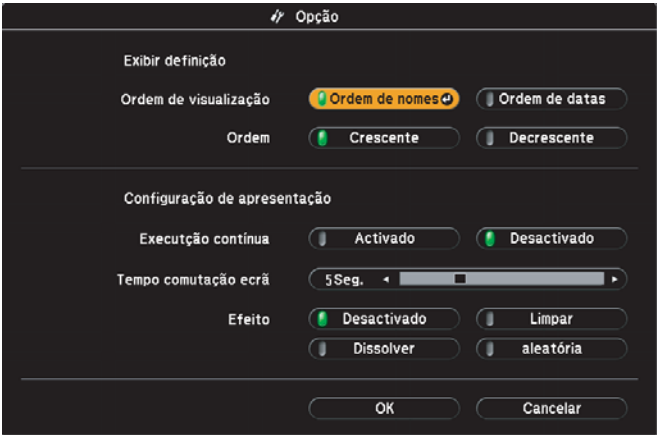 Opção
Exibir definição
Ordem de visualização Ordem de nomes Ordem de datas
Ordem Crescente Decrescente
Configuração de apresentação
Executção contínua Activado Desactivado
Tempo comutação ecrã 5Seg.
Efeito Desactivado Limpar
Dissolver aleatória
OK Cancelar